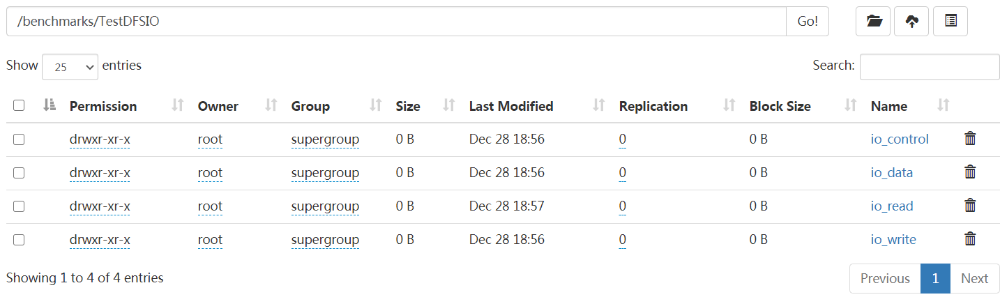 /benchmarks/TestDFSIO Go!
Show 25 entries Search:
Permission Owner Group Size Last Modified Replication Block Size Name
drwxr-xr-x root supergroup 0 B Dec 28 18:56 0 0 B io_control
drwxr-xr-x root supergroup 0 B Dec 28 18:56 0 0 B io_data
drwxr-xr-x root supergroup 0 B Dec 28 18:57 0 0 B io_read
drwxr-xr-x root supergroup 0 B Dec 28 18:56 0 0 B io_write
Showing 1 to 4 of 4 entries Previous 1 Next